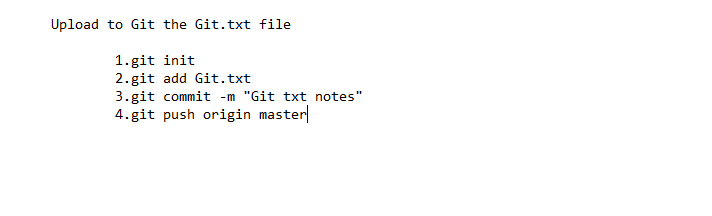 Upload to Git the Git.txt file
1.git init
2.git add Git.txt
3.git commit -m "Git txt notes"
4.git push origin master